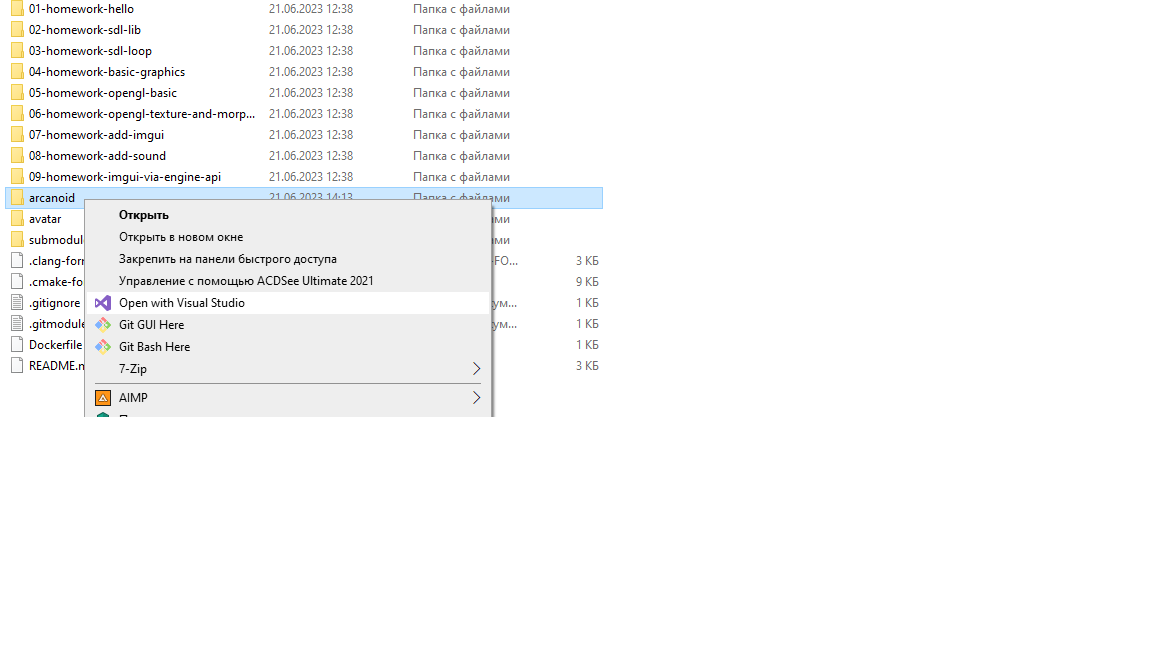 01-homework-hello 21.06.2023 12:38 Папка с файлами
02-homework-sdl-lib 21.06.2023 12:38 Папка с файлами
03-homework-sdl-loop 21.06.2023 12:38 Папка с файлами
04-homework-basic-graphics 21.06.2023 12:38 Папка с файлами
05-homework-opengl-basic 21.06.2023 12:38 Папка с файлами
06-homework-opengl-texture-and-morp... 21.06.2023 12:38 Папка с файлами
07-homework-add-imgui 21.06.2023 12:38 Папка с файлами
08-homework-add-sound 21.06.2023 12:38 Папка с файлами
09-homework-imgui-via-engine-api 21.06.2023 12:38 Папка с файлами
arcanoid 21.06.2023 14:13 Папка с файлами
avatar
submodul
.clang-for 3 КБ
.cmake-fo 9 КБ
.gitignore 1 КБ
.gitmodule 1 КБ
Dockerfile 1 КБ
README.m 3 КБ
Открыть
Открыть в новом окне
Закрепить на панели быстрого доступа
Управление с помощью ACDSee Ultimate 2021
Open with Visual Studio
Git GUI Here
Git Bash Here
7-Zip
AIMP